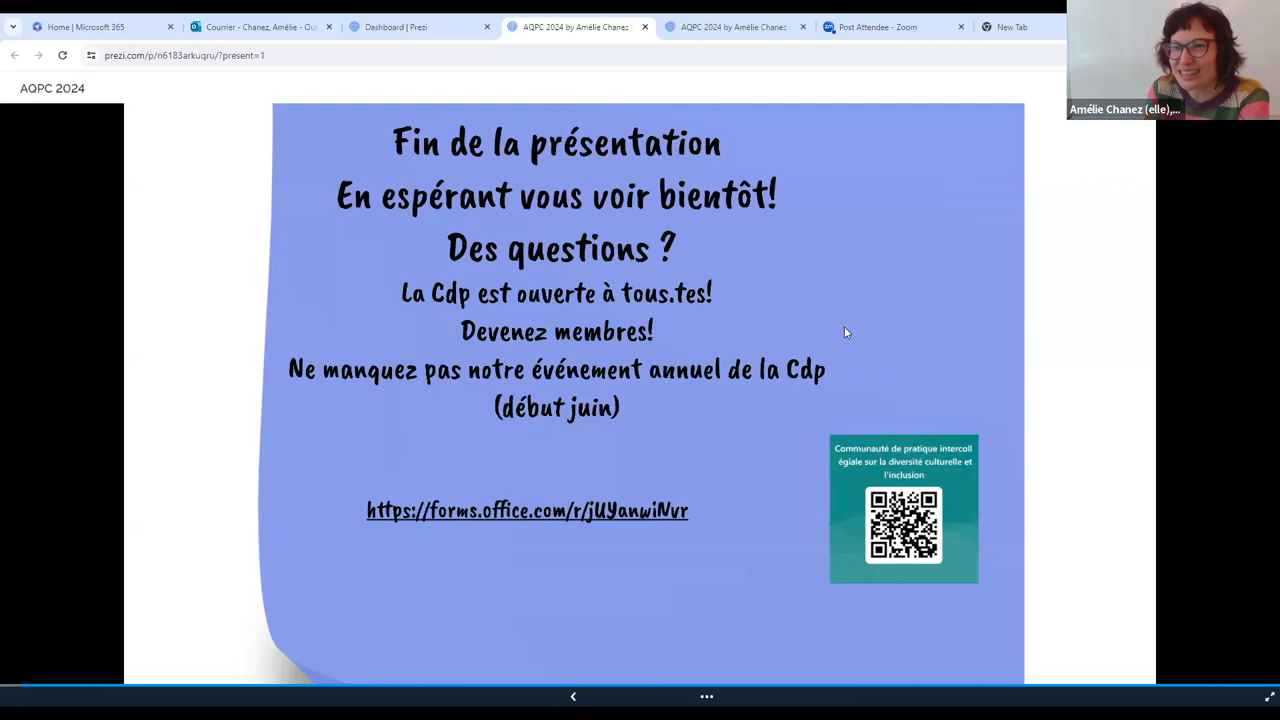 Home | Microsoft 365
Courrier - Chanez, Amélie - Out
Dashboard | Prezi
AQPC 2024 by Amélie Chanez
AQPC 2024 by Amélie Chanez
zm
Post Attendee - Zoom
New Tab
prezi.com/p/n6183arkuqru/?present=1
AQPC 2024
Amélie Chanez (elle),...
Fin de la présentation
En espérant vous voir bientôt!
Des questions ?
La Cdp est ouverte à tous.tes!
Devenez membres!
Ne manquez pas notre événement annuel de la Cdp
(début juin)
https://forms.office.com/r/jUYanwiNvr
Communauté de pratique intercoll
égiale sur la diversité culturelle et
l'inclusion